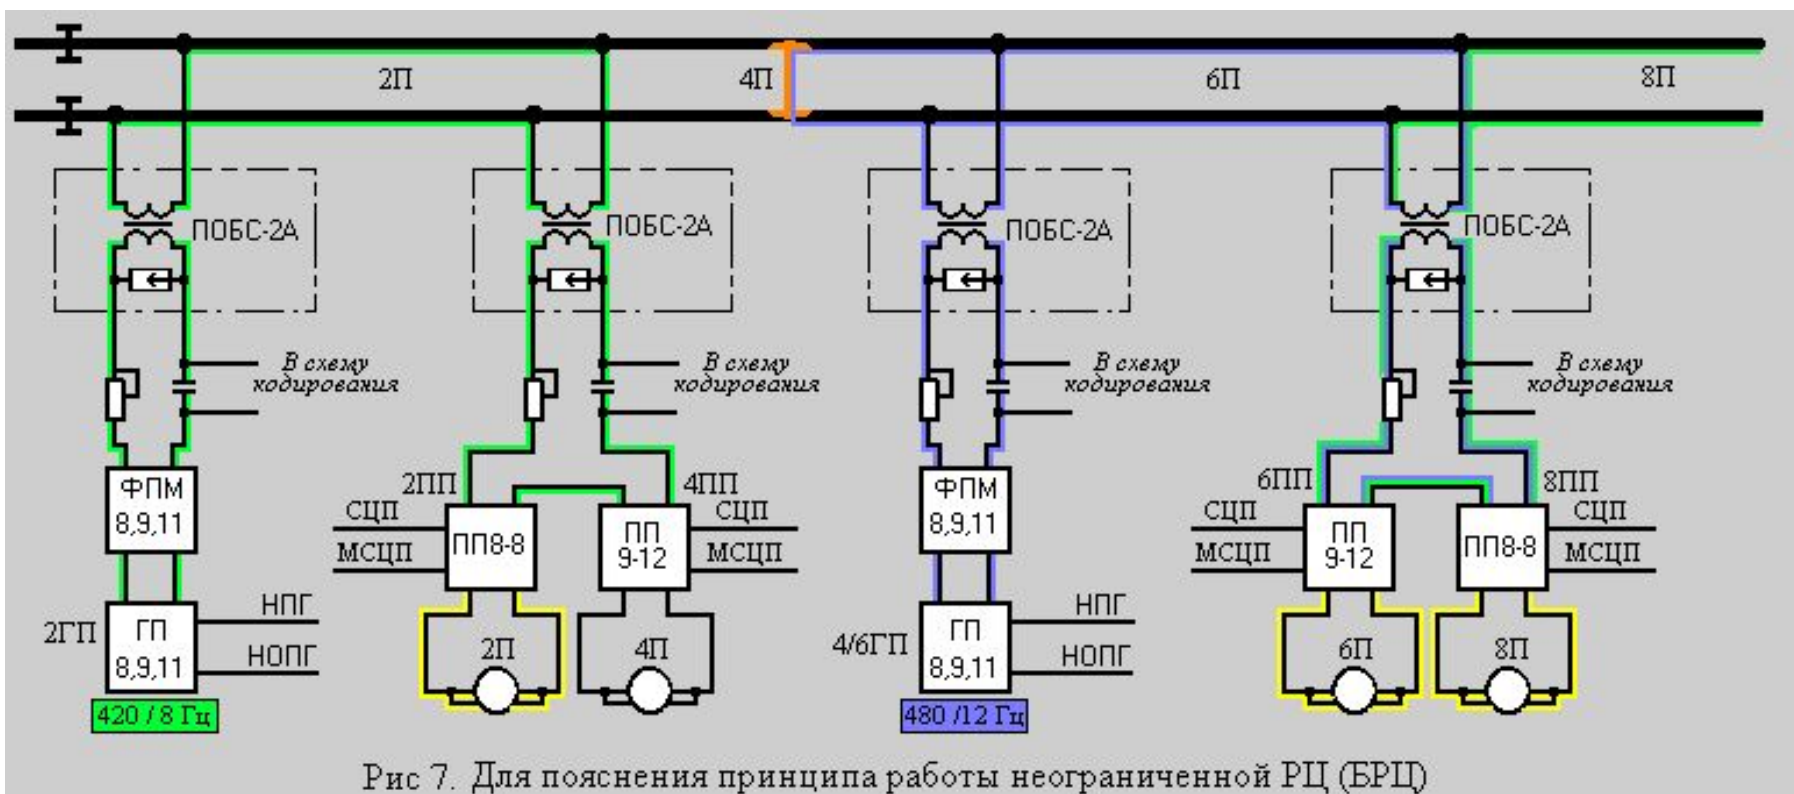 2П
4П
6П
8П
ПОБС-2А
ПОБС-2А
ПОБС-2А
ПОБС-2А
В схему
кодирования
В схему
кодирования
В схему
кодирования
В схему
кодирования
ФПМ
8,9,11
2ПП
4ПП
СЦП
МСЦП
ПП8-8
ПП
9-12
СЦП
МСЦП
ФПМ
8,9,11
6ПП
8ПП
СЦП
МСЦП
ПП
9-12
ПП8-8
СЦП
МСЦП
2ГП
ГП
8,9,11
НПГ
НОПГ
2П
4П
4/6ГП
ГП
8,9,11
НПГ
НОПГ
6П
8П
420 / 8 Гц
480 /12 Гц
Рис 7. Для пояснения принципа работы неограниченной РЦ (БРЦ)